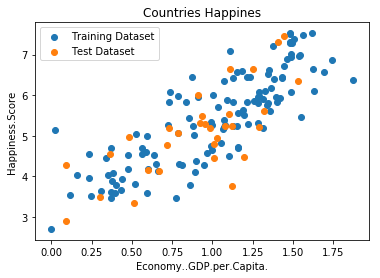 Countries Happines
Training Dataset
Test Dataset
Happiness.Score
7
6
5
4
3
0.00 0.25 0.50 0.75 1.00 1.25 1.50 1.75
Economy..GDP.per.Capita.